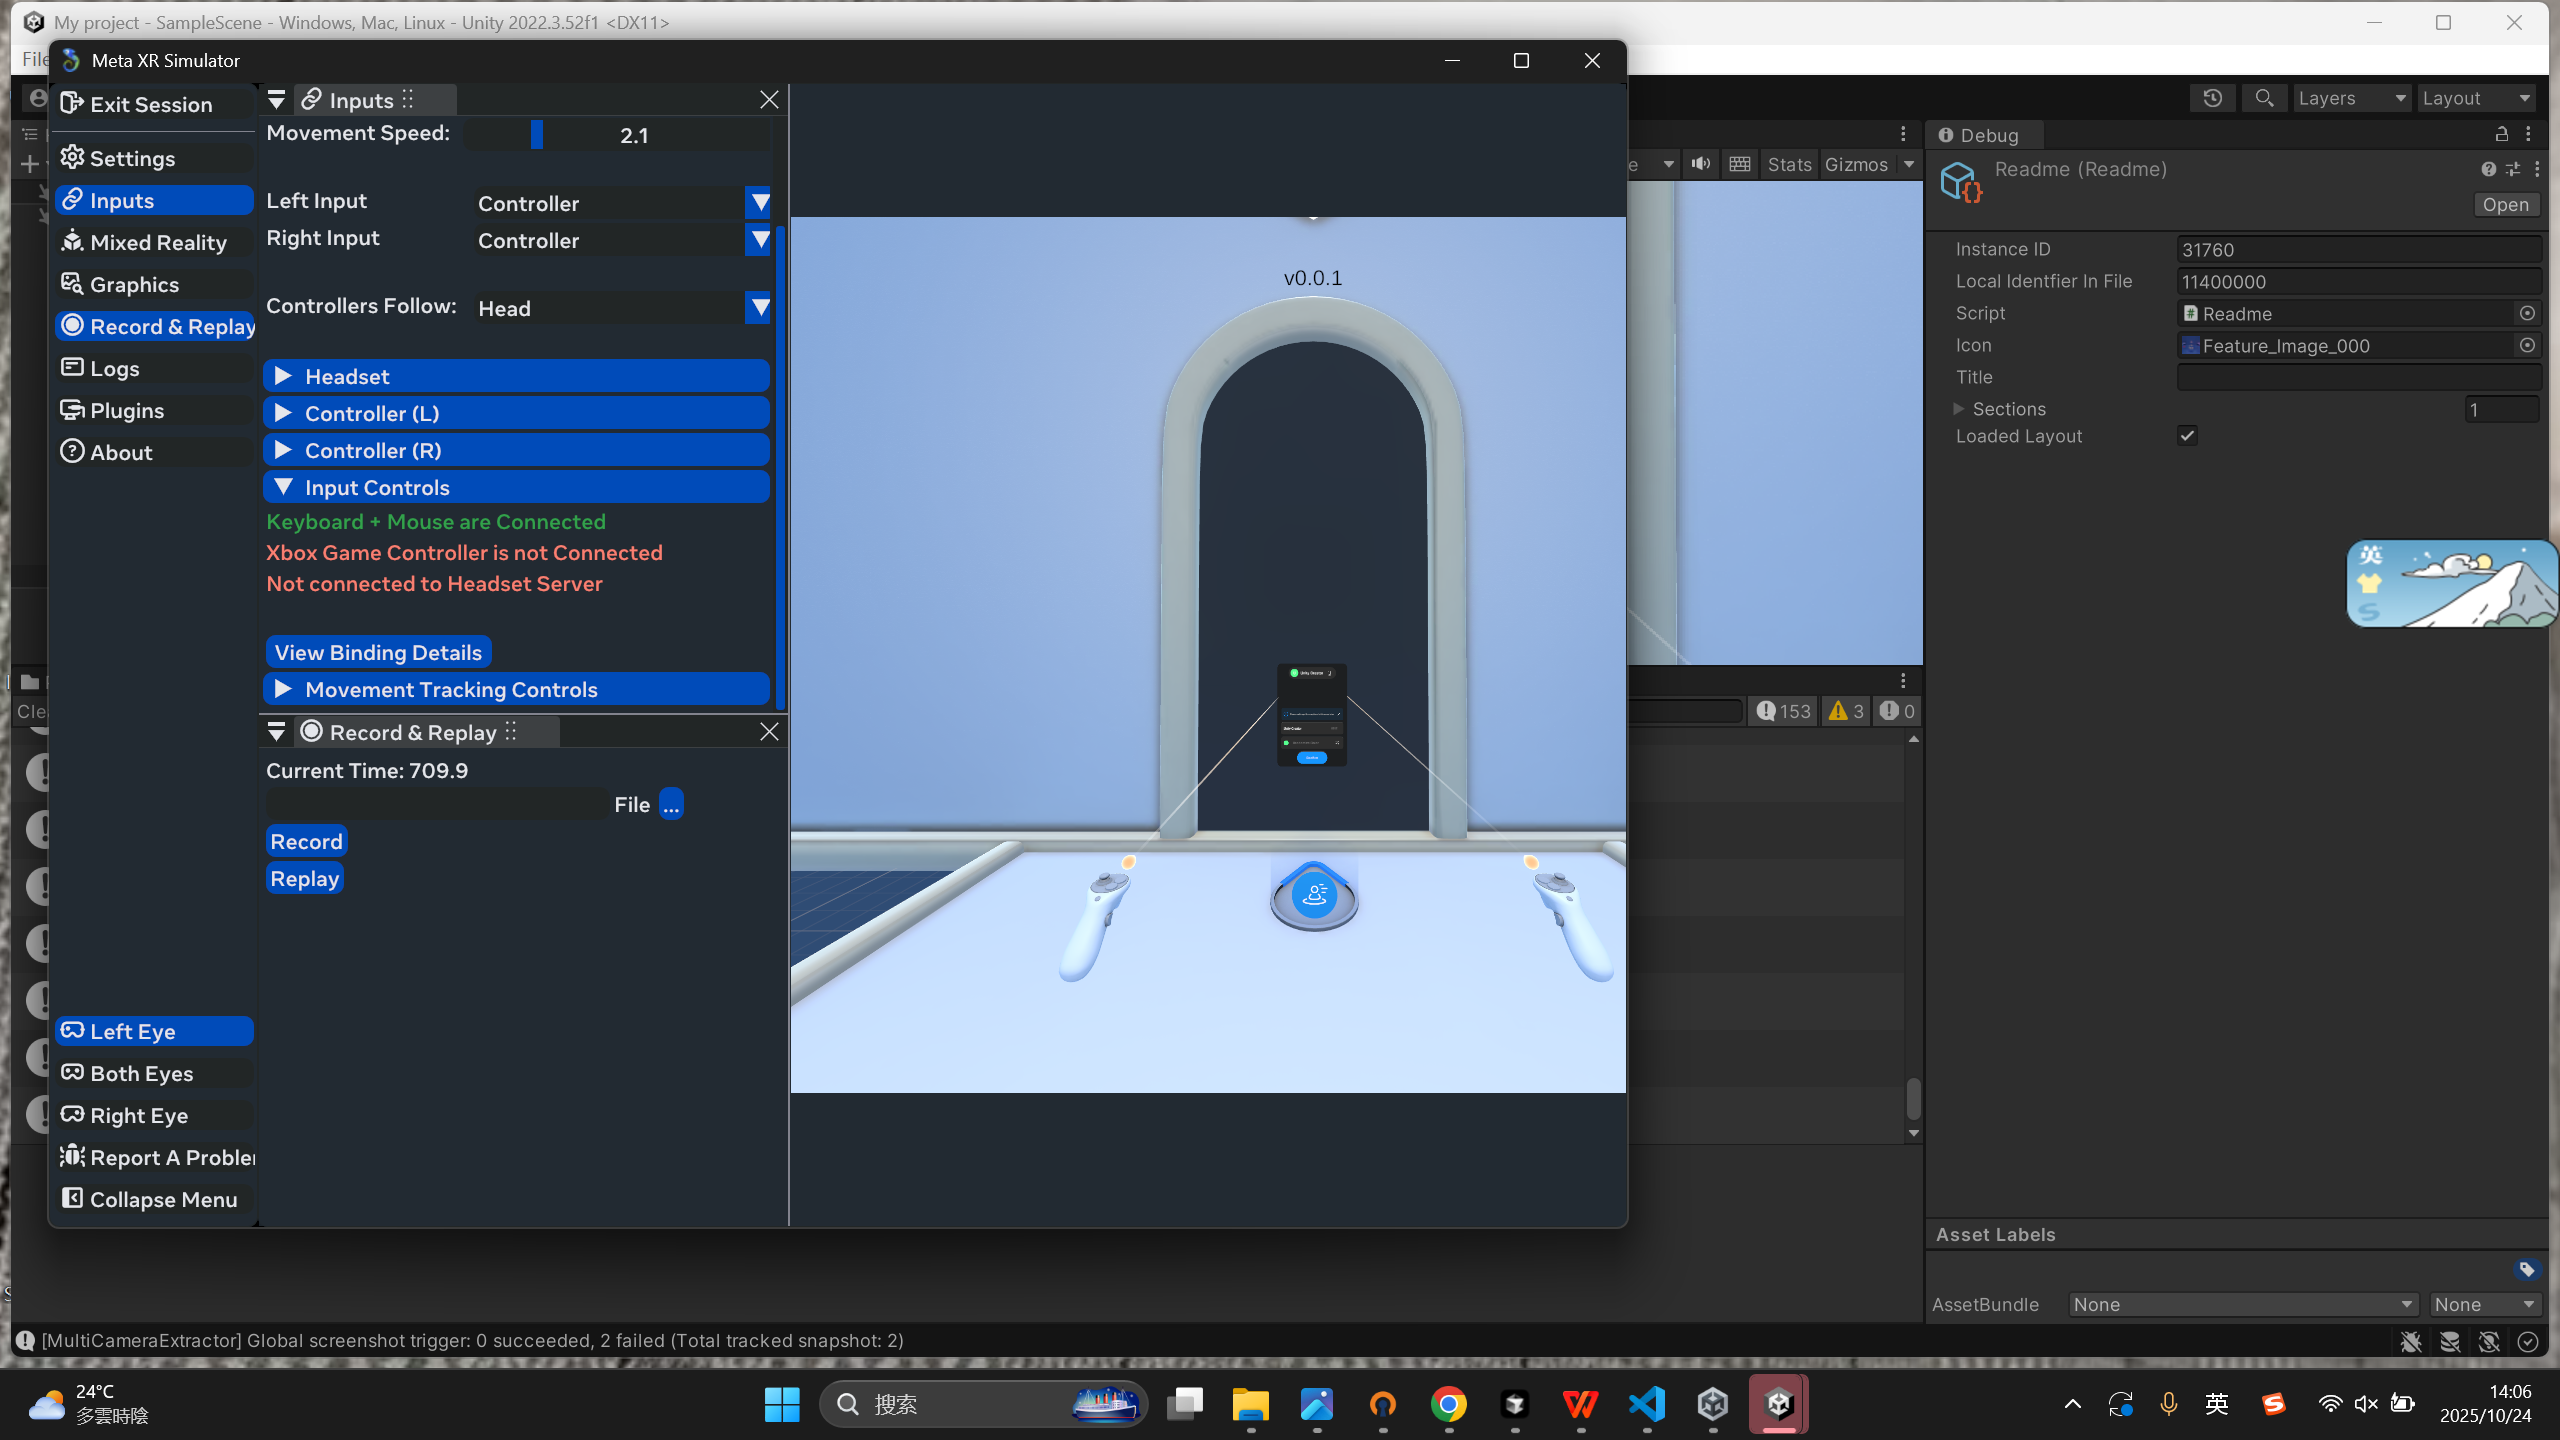 My project - SampleScene - Windows, Mac, Linux - Unity 2022.3.52f1 <DX11>
File
Meta XR Simulator
Exit Session
Settings
Inputs
Mixed Reality
Graphics
Record & Replay
Logs
Plugins
About
Left Eye
Both Eyes
Right Eye
Report A Problem
Collapse Menu
Inputs
Movement Speed: 2.1
Left Input Controller
Right Input Controller
Controllers Follow: Head
Headset
Controller (L)
Controller (R)
Input Controls
Keyboard + Mouse are Connected
Xbox Game Controller is not Connected
Not connected to Headset Server
View Binding Details
Movement Tracking Controls
Record & Replay
Current Time: 709.9
File ...
Record
Replay
v0.0.1
Layers
Layout
Stats
Gizmos
153
3
0
Debug
Readme (Readme)
Open
Instance ID 31760
Local Identfier In File 11400000
Script Readme
Icon Feature_Image_000
Title
Sections 1
Loaded Layout
英
S
Asset Labels
AssetBundle None None
[MultiCameraExtractor] Global screenshot trigger: 0 succeeded, 2 failed (Total tracked snapshot: 2)
24°C
多雲時陰
搜索
英
14:06
2025/10/24